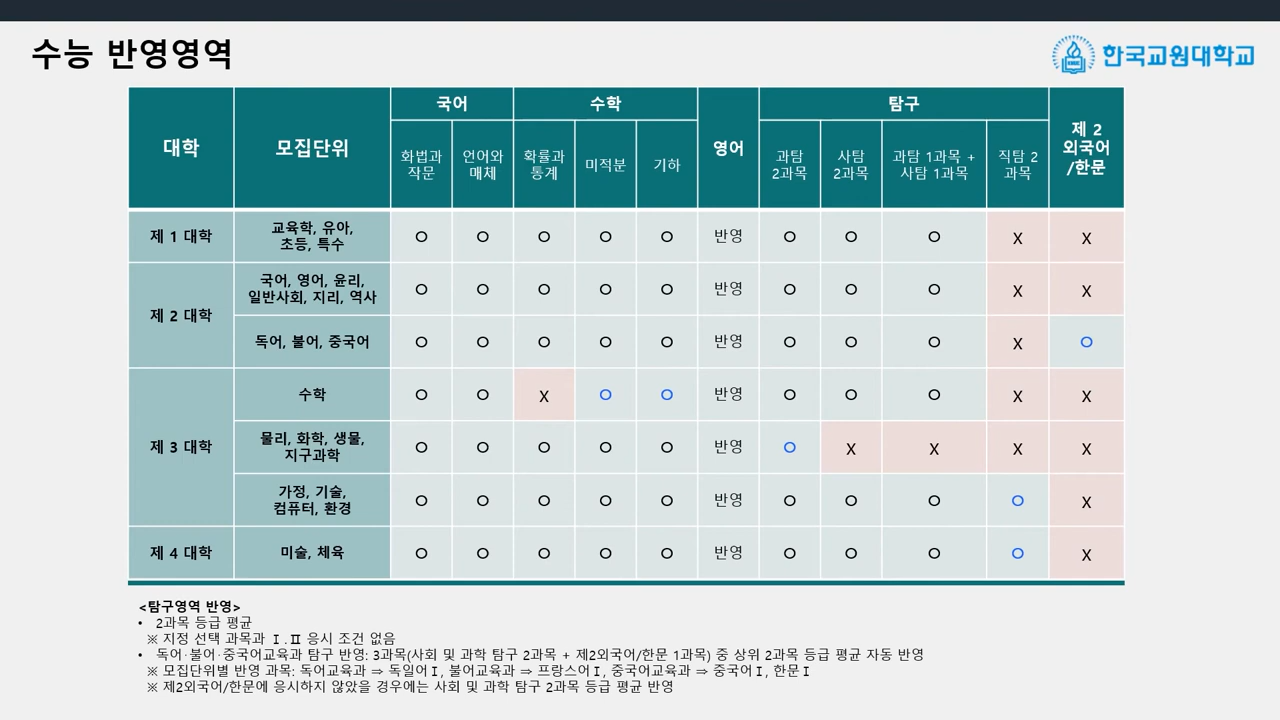 수능 반영영역
한국교원대학교
대학 모집단위 국어 수학 영어 탐구 제 2 외국어 /한문
화법과 작문 언어와 매체 확률과 통계 미적분 기하 과탐 2과목 사탐 2과목 과탐 1과목 + 사탐 1과목 직탐 2 과목
제 1 대학 교육학, 유아, 초등, 특수 O O O O O 반영 O O O X X
제 2 대학 국어, 영어, 윤리, 일반사회, 지리, 역사 O O O O O 반영 O O O X X
독어, 불어, 중국어 O O O O O 반영 O O O X O
제 3 대학 수학 O O X O O 반영 O O O X X
물리, 화학, 생물, 지구과학 O O O O O 반영 O X X X X
가정, 기술, 컴퓨터, 환경 O O O O O 반영 O O O O X
제 4 대학 미술, 체육 O O O O O 반영 O O O O X
<탐구영역 반영>
• 2과목 등급 평균
※ 지정 선택 과목과 Ⅰ.Ⅱ 응시 조건 없음
• 독어·불어·중국어교육과 탐구 반영: 3과목(사회 및 과학 탐구 2과목 + 제2외국어/한문 1과목) 중 상위 2과목 등급 평균 자동 반영
※ 모집단위별 반영 과목: 독어교육과 ⇒ 독일어Ⅰ, 불어교육과 ⇒ 프랑스어Ⅰ, 중국어교육과 ⇒ 중국어Ⅰ, 한문Ⅰ
※ 제2외국어/한문에 응시하지 않았을 경우에는 사회 및 과학 탐구 2과목 등급 평균 반영